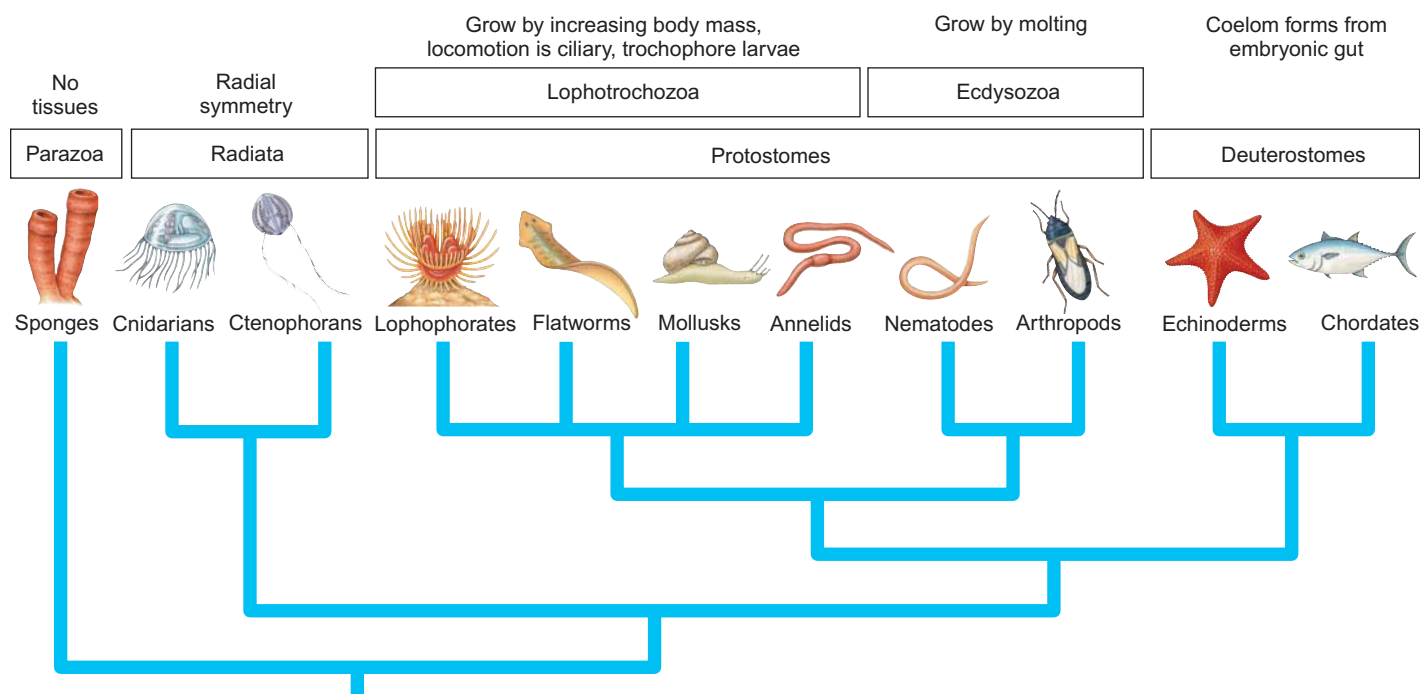 Grow by increasing body mass,
locomotion is ciliary, trochophore larvae
Grow by molting
Coelom forms from
embryonic gut
No
tissues
Radial
symmetry
Lophotrochozoa
Ecdysozoa
Parazoa
Radiata
Protostomes
Deuterostomes
Sponges
Cnidarians
Ctenophorans
Lophophorates
Flatworms
Mollusks
Annelids
Nematodes
Arthropods
Echinoderms
Chordates